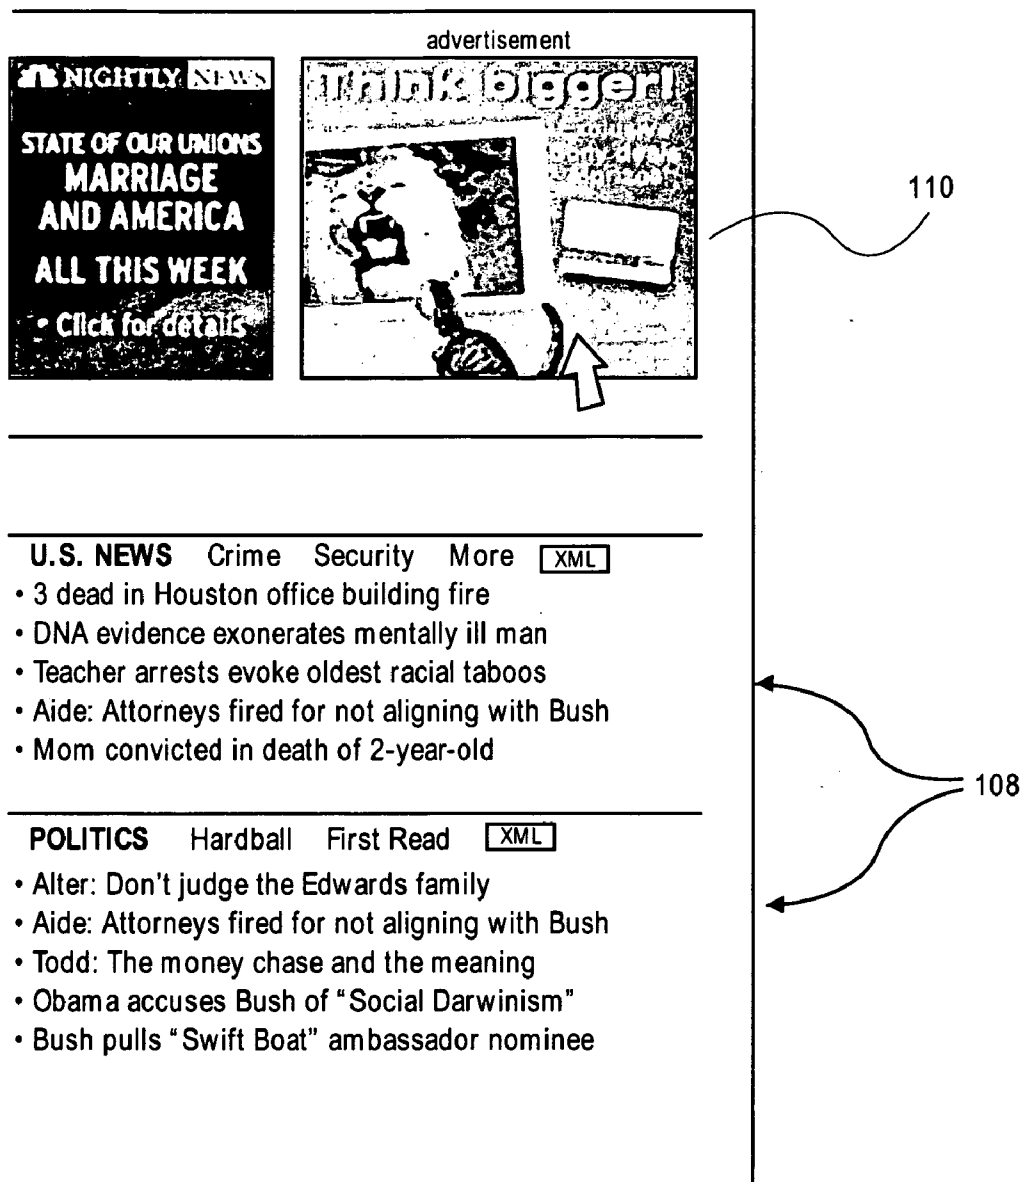 advertisement
NIGHTLY NEWS
STATE OF OUR UNIONS
MARRIAGE
AND AMERICA
ALL THIS WEEK
• Click for details
Think bigger!
110
U.S. NEWS Crime Security More XML
• 3 dead in Houston office building fire
• DNA evidence exonerates mentally ill man
• Teacher arrests evoke oldest racial taboos
• Aide: Attorneys fired for not aligning with Bush
• Mom convicted in death of 2-year-old
108
POLITICS Hardball First Read XML
• Alter: Don't judge the Edwards family
• Aide: Attorneys fired for not aligning with Bush
• Todd: The money chase and the meaning
• Obama accuses Bush of “Social Darwinism”
• Bush pulls “Swift Boat” ambassador nominee